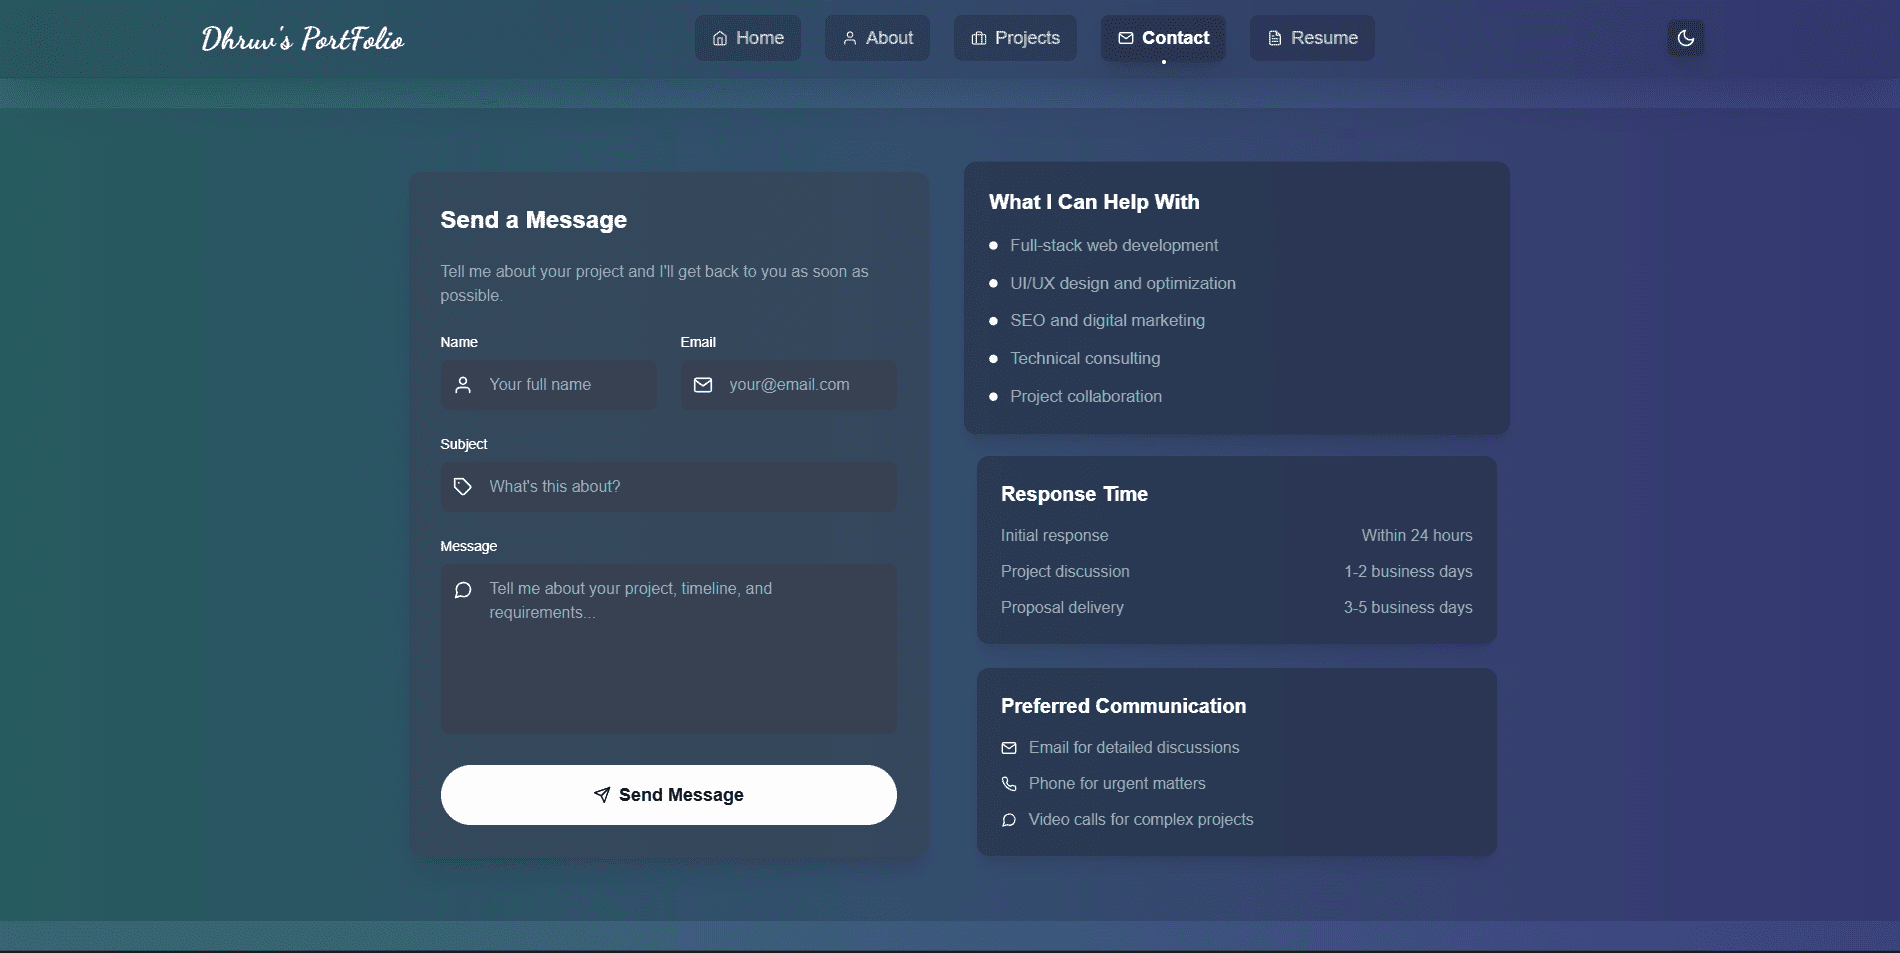 Dhruv's PortFolio
Home
About
Projects
Contact
Resume
Send a Message
Tell me about your project and I'll get back to you as soon as
possible.
Name
Email
Your full name
your@email.com
Subject
What's this about?
Message
Tell me about your project, timeline, and
requirements...
Send Message
What I Can Help With
Full-stack web development
UI/UX design and optimization
SEO and digital marketing
Technical consulting
Project collaboration
Response Time
Initial response
Within 24 hours
Project discussion
1-2 business days
Proposal delivery
3-5 business days
Preferred Communication
Email for detailed discussions
Phone for urgent matters
Video calls for complex projects